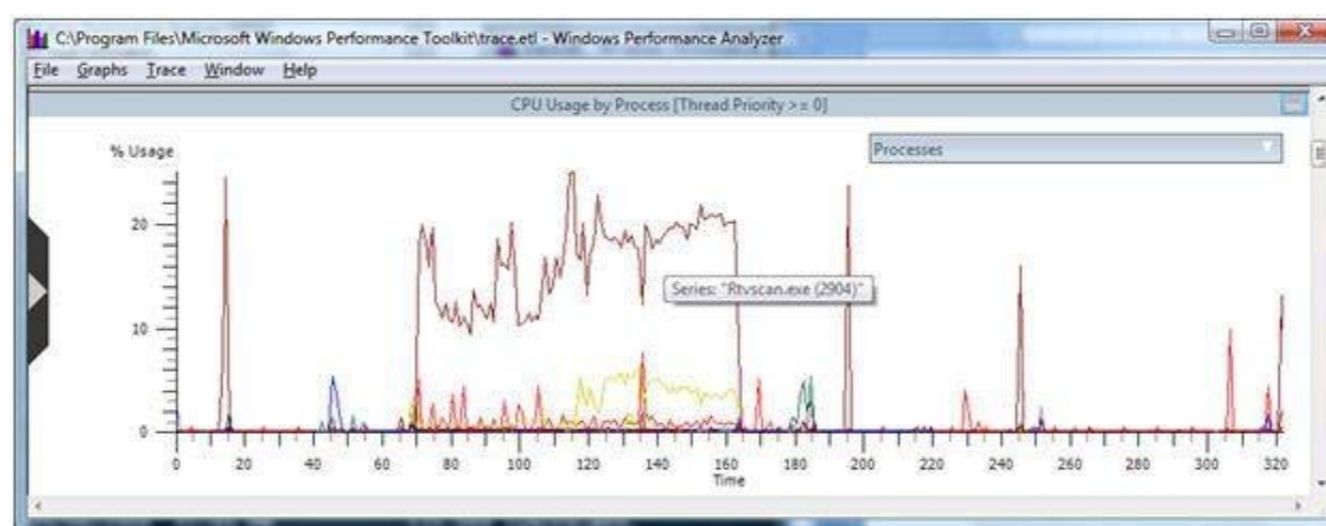 C:\Program Files\Microsoft Windows Performance Toolkit\trace.etl - Windows Performance Analyzer
File Graphs Trace Window Help
CPU Usage by Process [Thread Priority >= 0]
% Usage
Processes
20
Series: "Rtvscan.exe (2904)"
10
0
0 20 40 60 80 100 120 140 160 180 200 220 240 260 280 300 320
Time